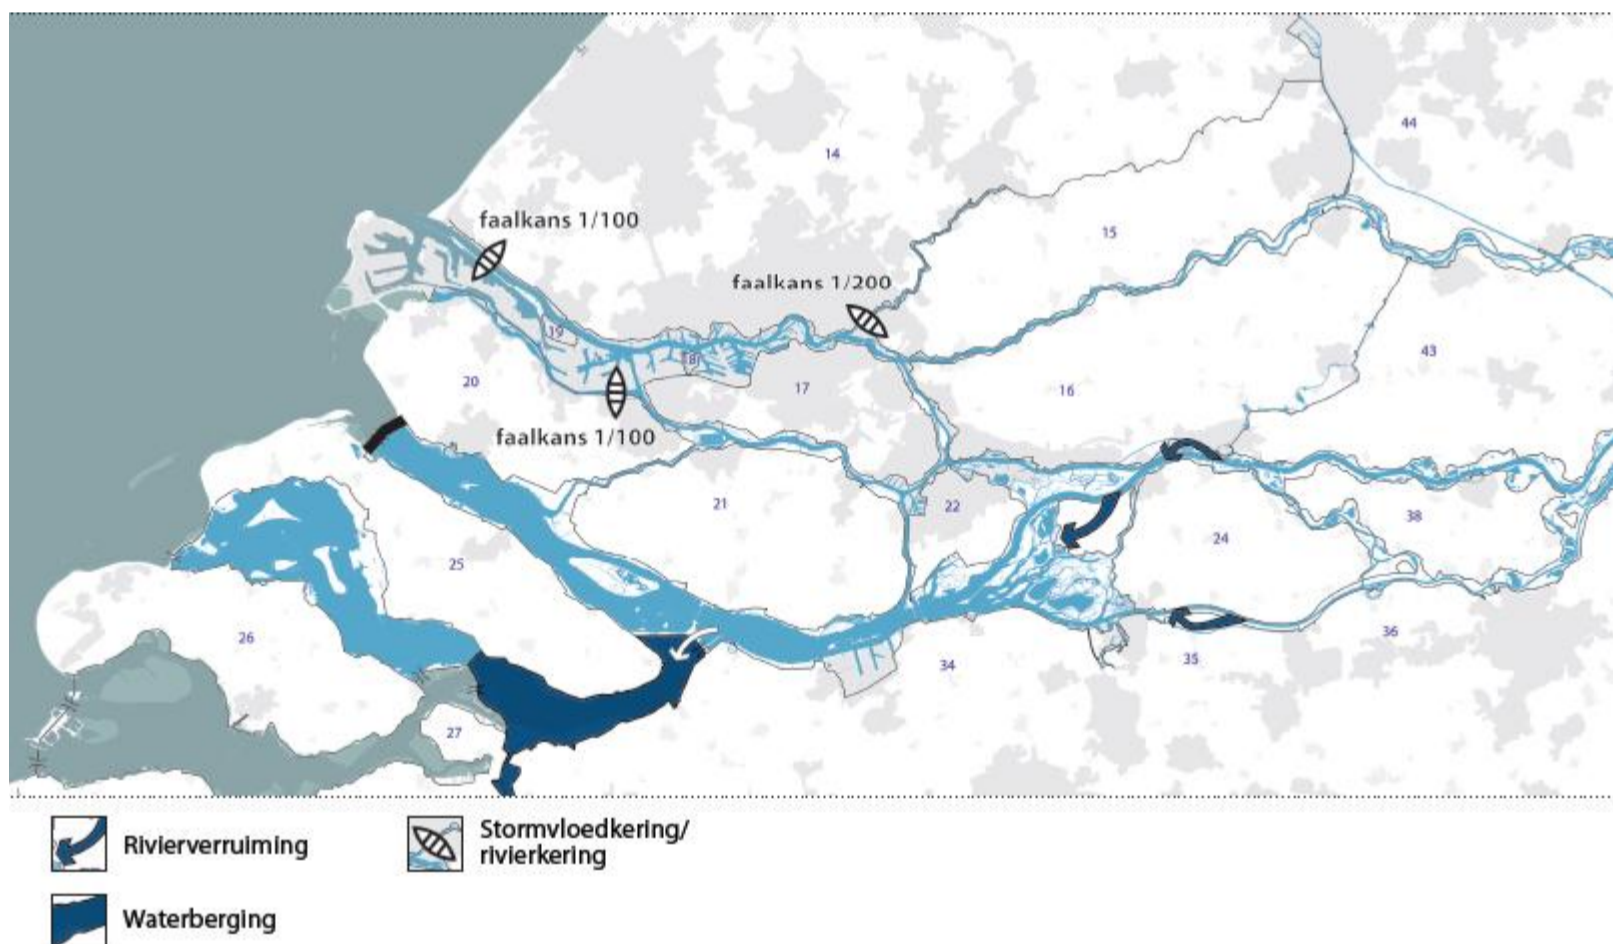 44
14
faalkans 1/100
15
faalkans 1/200
19
18
43
20
17
16
faalkans 1/100
21
22
38
24
25
26
36
34
35
27
Rivierverruiming
Stormvloedkering/
rivierkering
Waterberging